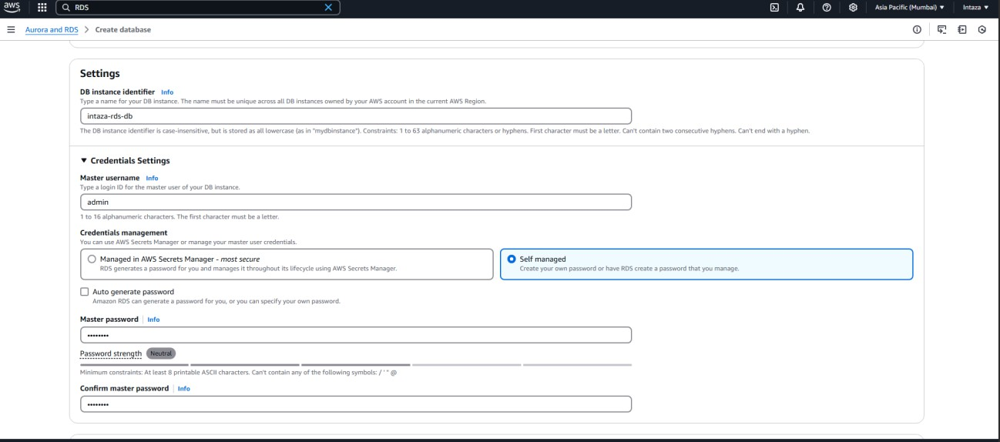 aws
RDS
Asia Pacific (Mumbai) ▼
Intaza ▼
Aurora and RDS > Create database
Settings
DB instance identifier Info
Type a name for your DB instance. The name must be unique across all DB instances owned by your AWS account in the current AWS Region.
intaza-rds-db
The DB instance identifier is case-insensitive, but is stored as all lowercase (as in "mydbinstance"). Constraints: 1 to 63 alphanumeric characters or hyphens. First character must be a letter. Can't contain two consecutive hyphens. Can't end with a hyphen.
▼ Credentials Settings
Master username Info
Type a login ID for the master user of your DB instance.
admin
1 to 16 alphanumeric characters. The first character must be a letter.
Credentials management
You can use AWS Secrets Manager or manage your master user credentials.
Managed in AWS Secrets Manager - most secure
RDS generates a password for you and manages it throughout its lifecycle using AWS Secrets Manager.
Self managed
Create your own password or have RDS create a password that you manage.
Auto generate password
Amazon RDS can generate a password for you, or you can specify your own password.
Master password | Info
••••••••
Password strength Neutral
Minimum constraints: At least 8 printable ASCII characters. Can't contain any of the following symbols: / ' " @
Confirm master password | Info
••••••••